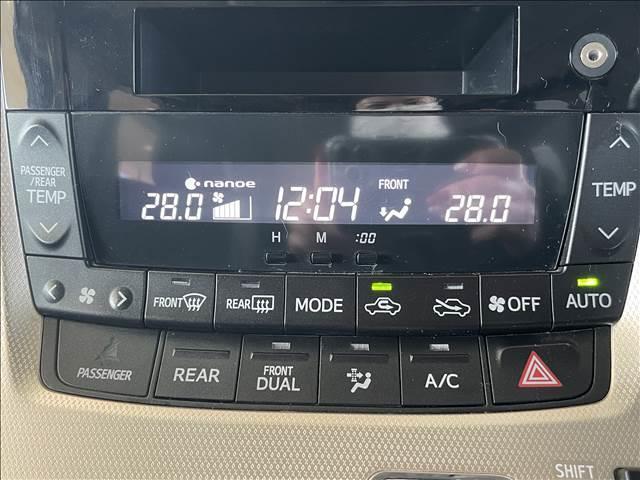 nanoe
28.0 12:04 FRONT 28.0
H M :00
PASSENGER
/REAR
TEMP
TEMP
FRONT REAR MODE OFF AUTO
PASSENGER REAR FRONT
DUAL A/C
SHIFT